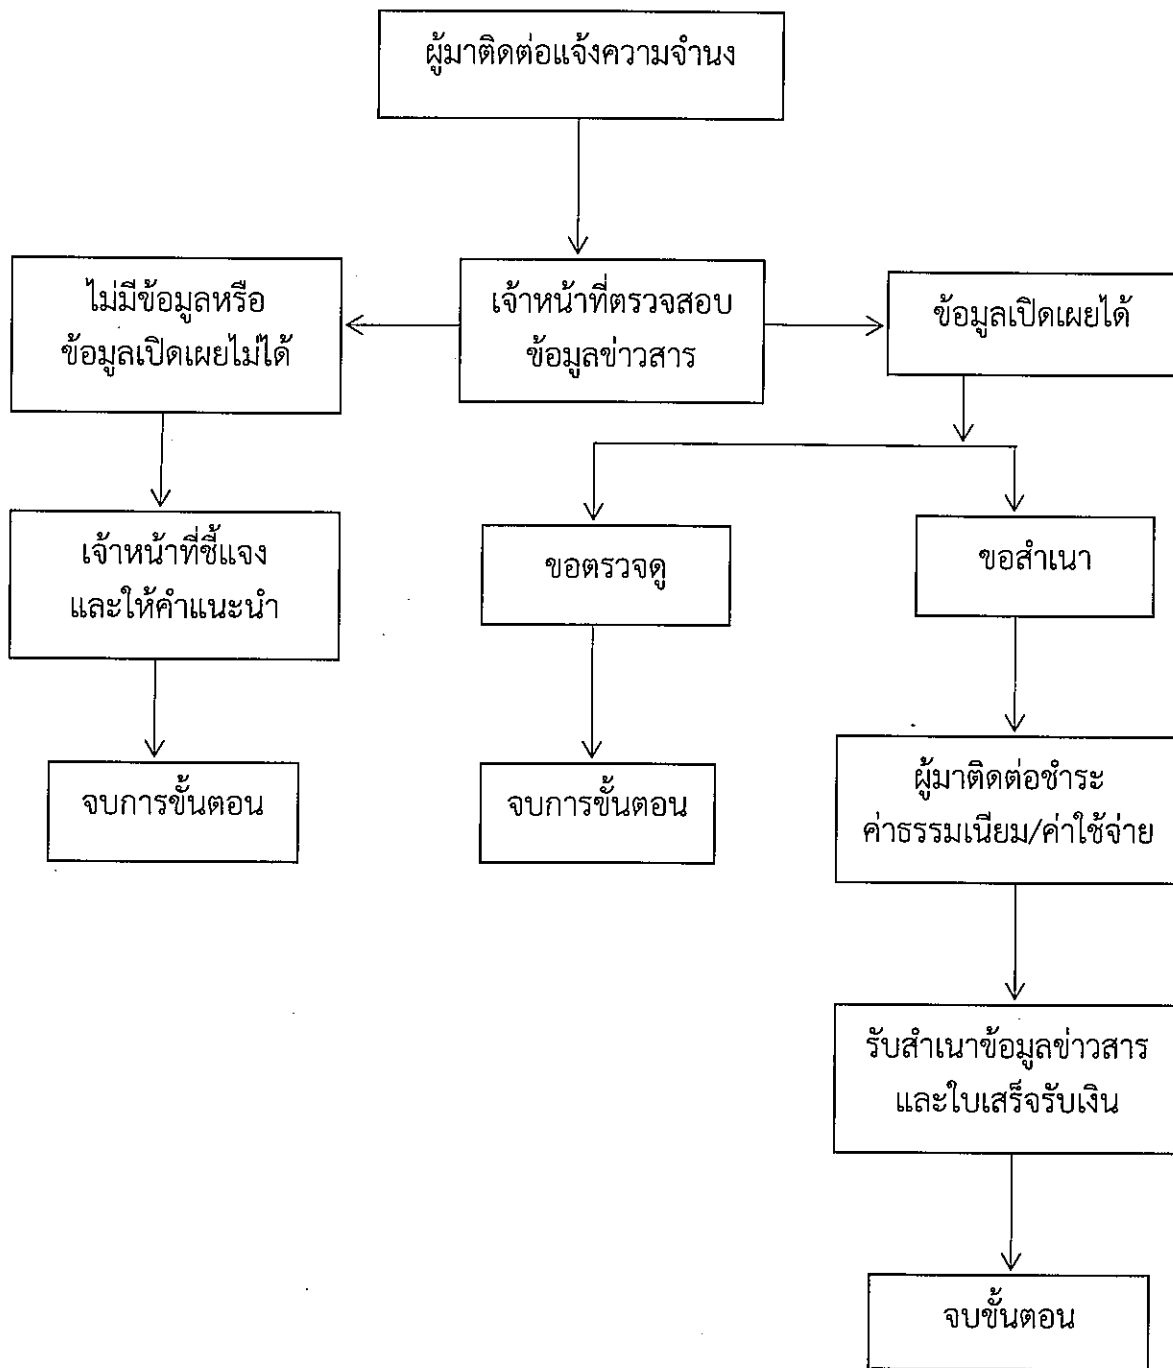 ผู้มาติดต่อแจ้งความจำนง
ไม่มีข้อมูลหรือ
ข้อมูลเปิดเผยไม่ได้
เจ้าหน้าที่ตรวจสอบ
ข้อมูลข่าวสาร
ข้อมูลเปิดเผยได้
เจ้าหน้าที่ชี้แจง
และให้คำแนะนำ
ขอตรวจดู
ขอสำเนา
จบการขั้นตอน
จบการขั้นตอน
ผู้มาติดต่อชำระ
ค่าธรรมเนียม/ค่าใช้จ่าย
รับสำเนาข้อมูลข่าวสาร
และใบเสร็จรับเงิน
จบขั้นตอน